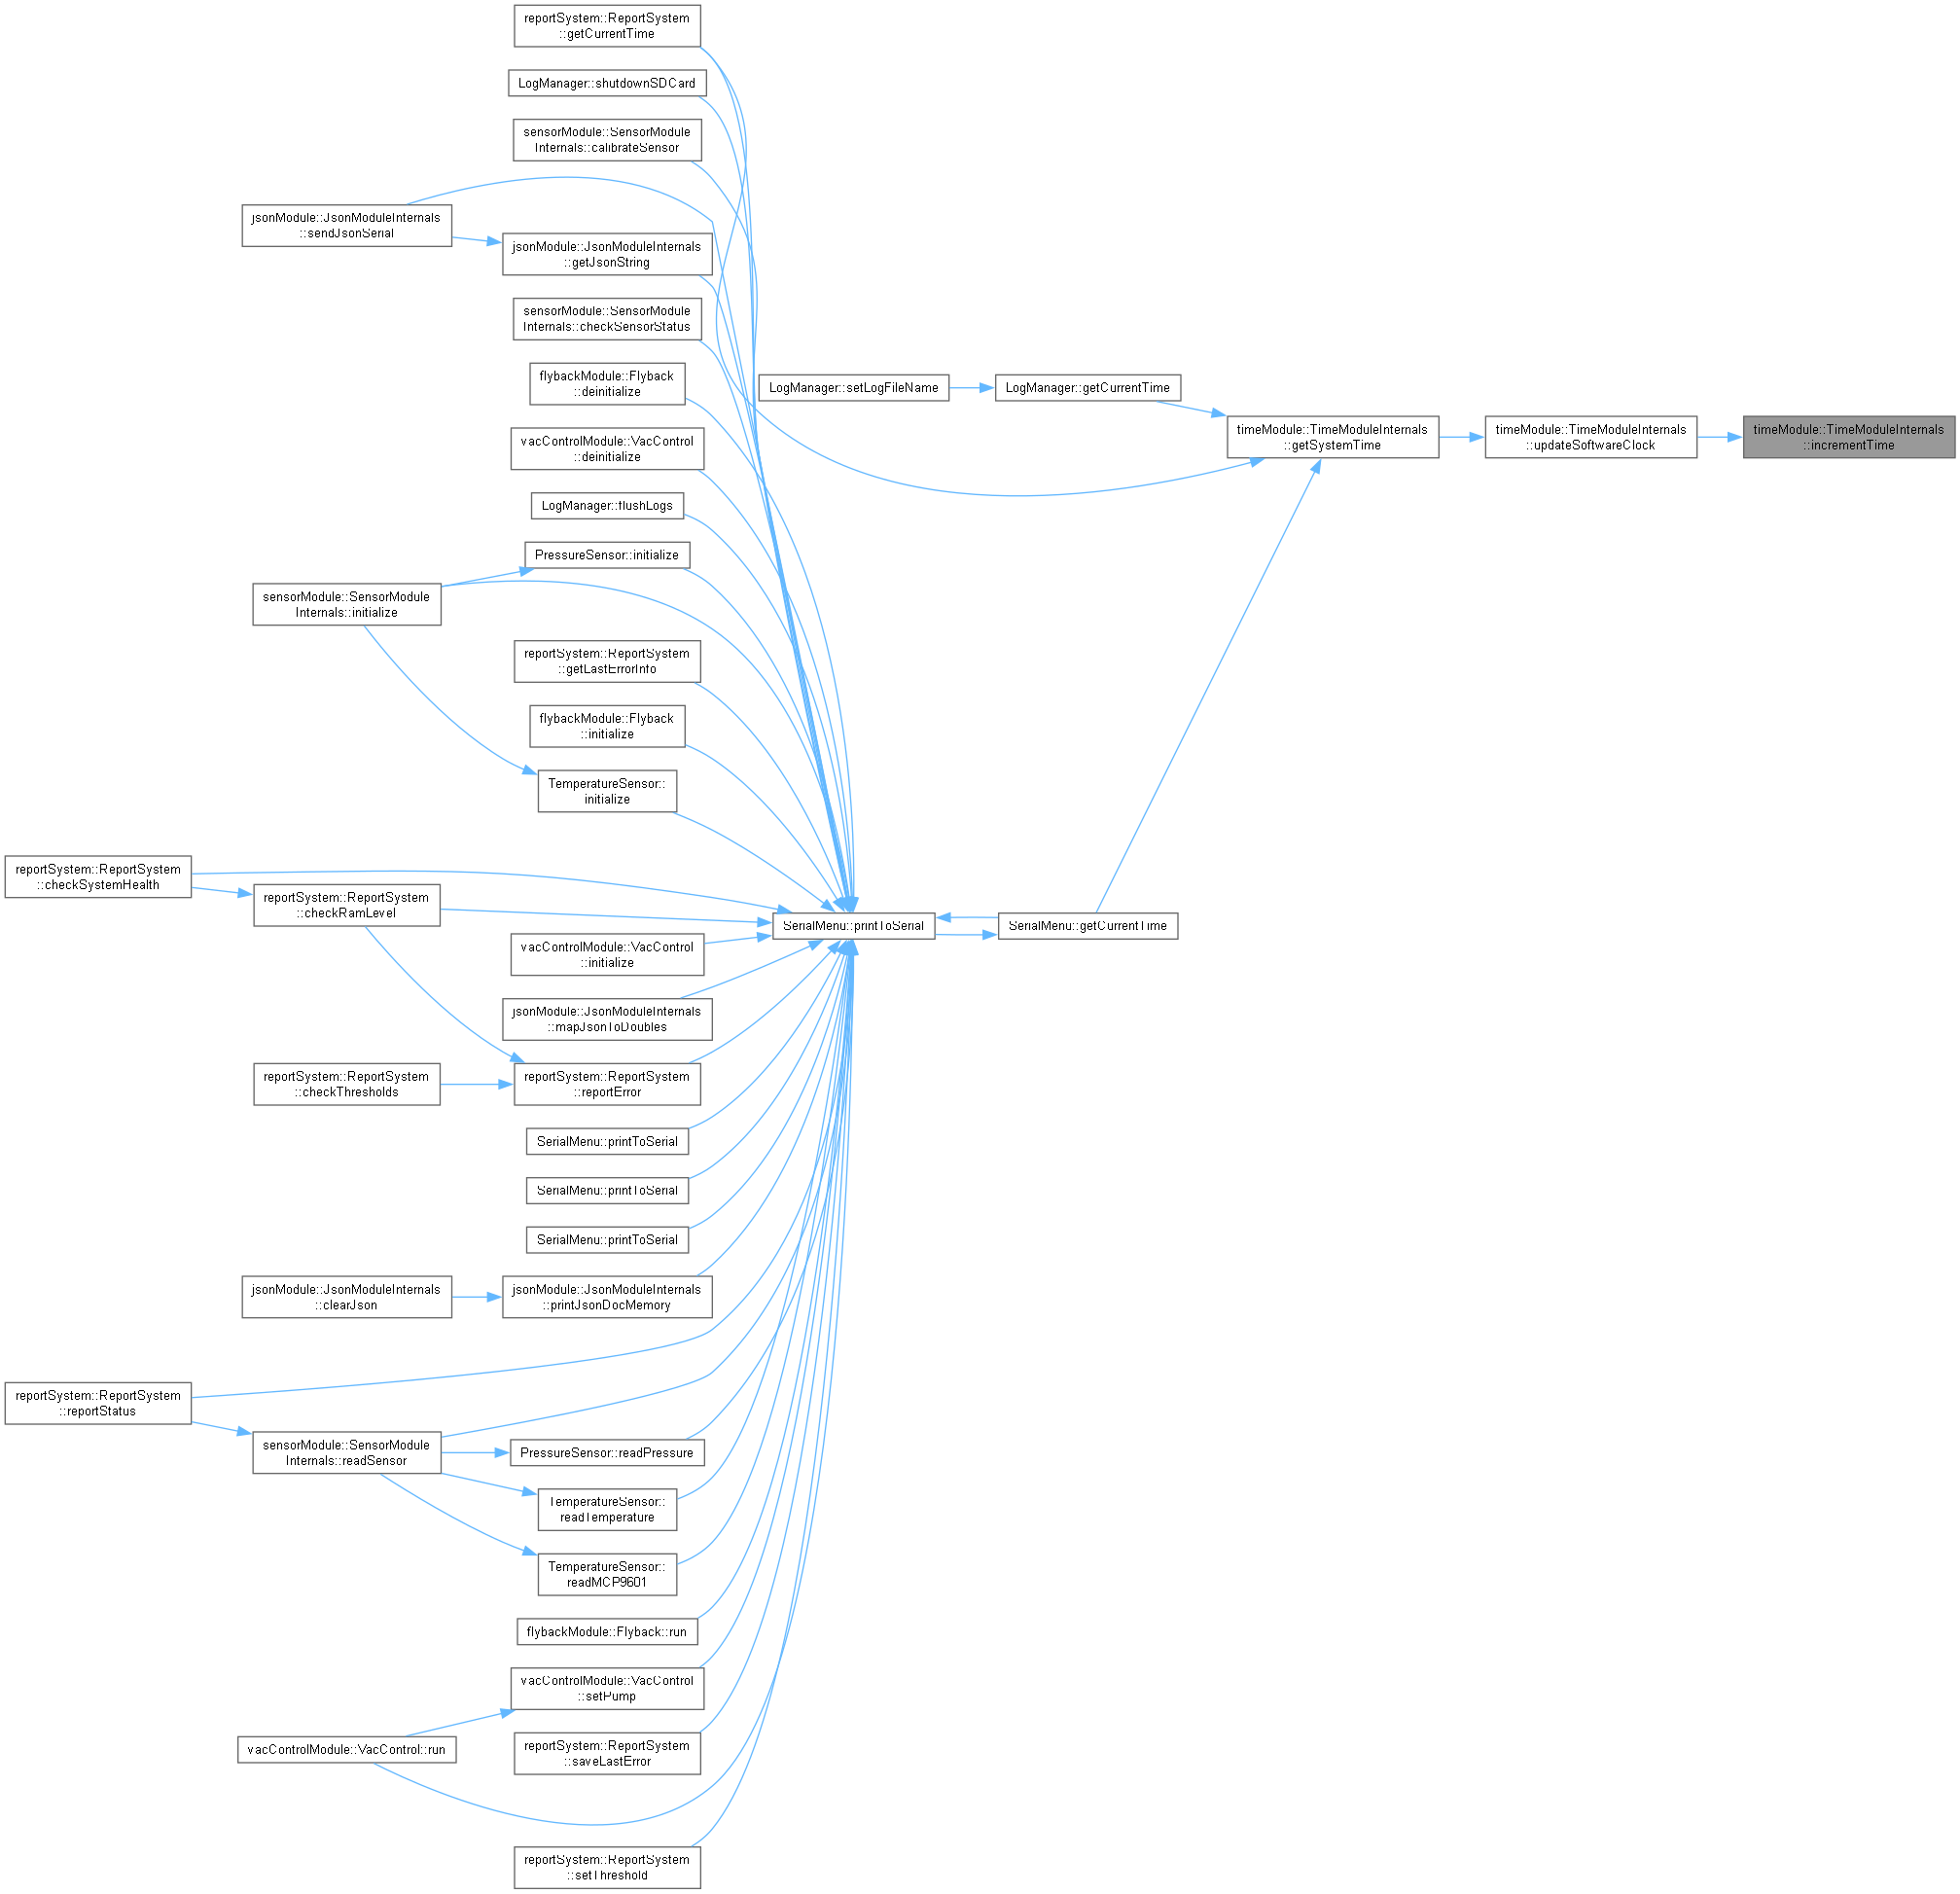 reportSystem::ReportSystem
::getCurrentTime
LogManager::shutdownSDCard
sensorModule::SensorModule
Internals::calibrateSensor
jsonModule::JsonModuleInternals
::sendJsonSerial
jsonModule::JsonModuleInternals
::getJsonString
sensorModule::SensorModule
Internals::checkSensorStatus
flybackModule::Flyback
::deinitialize
LogManager::setLogFileName
LogManager::getCurrentTime
timeModule::TimeModuleInternals
::getSystemTime
timeModule::TimeModuleInternals
::updateSoftwareClock
timeModule::TimeModuleInternals
::incrementTime
vacControlModule::VacControl
::deinitialize
LogManager::flushLogs
PressureSensor::initialize
sensorModule::SensorModule
Internals::initialize
reportSystem::ReportSystem
::getLastErrorInfo
flybackModule::Flyback
::initialize
TemperatureSensor::
initialize
reportSystem::ReportSystem
::checkSystemHealth
reportSystem::ReportSystem
::checkRamLevel
SerialMenu::printToSerial
SerialMenu::getCurrentTime
vacControlModule::VacControl
::initialize
jsonModule::JsonModuleInternals
::mapJsonToDoubles
reportSystem::ReportSystem
::checkThresholds
reportSystem::ReportSystem
::reportError
SerialMenu::printToSerial
SerialMenu::printToSerial
SerialMenu::printToSerial
jsonModule::JsonModuleInternals
::clearJson
jsonModule::JsonModuleInternals
::printJsonDocMemory
reportSystem::ReportSystem
::reportStatus
sensorModule::SensorModule
Internals::readSensor
PressureSensor::readPressure
TemperatureSensor::
readTemperature
TemperatureSensor::
readMCP9601
flybackModule::Flyback::run
vacControlModule::VacControl
::setPump
vacControlModule::VacControl::run
reportSystem::ReportSystem
::saveLastError
reportSystem::ReportSystem
::setThreshold